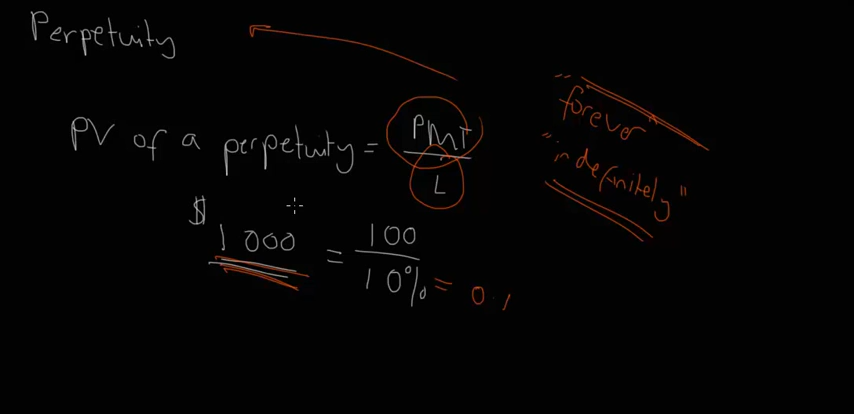 Perpetuity
PV of a perpetuity = PMT / i
"forever
"indefinitely"
$ 1 000 = 100 / 10% = 0.1